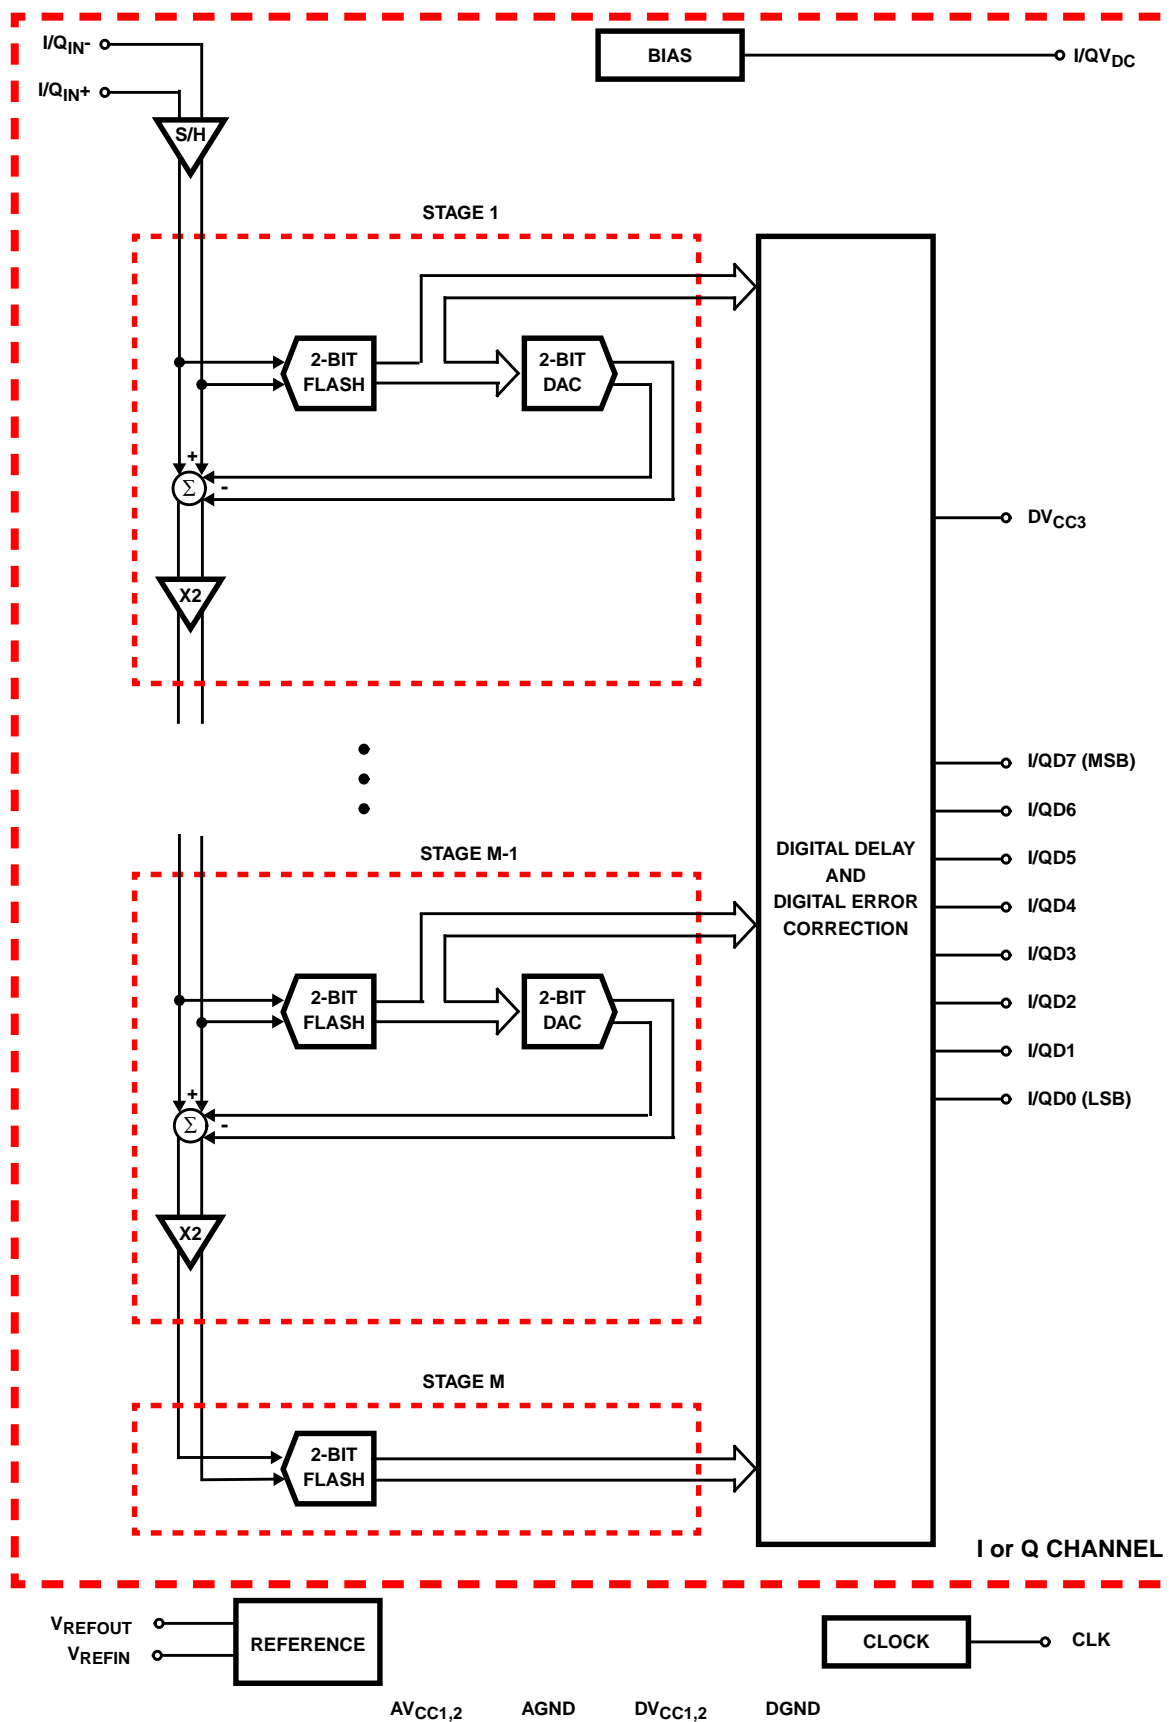 I/QIN-
BIAS
I/QVDC
I/QIN+
S/H
STAGE 1
2-BIT
FLASH
2-BIT
DAC
+
Σ
-
DVCC3
X2
I/QD7 (MSB)
I/QD6
DIGITAL DELAY
AND
DIGITAL ERROR
CORRECTION
STAGE M-1
I/QD5
I/QD4
I/QD3
2-BIT
FLASH
2-BIT
DAC
I/QD2
I/QD1
I/QD0 (LSB)
+
Σ
-
X2
STAGE M
2-BIT
FLASH
I or Q CHANNEL
VREFOUT
VREFIN
REFERENCE
CLOCK
CLK
AVCC1,2
AGND
DVCC1,2
DGND